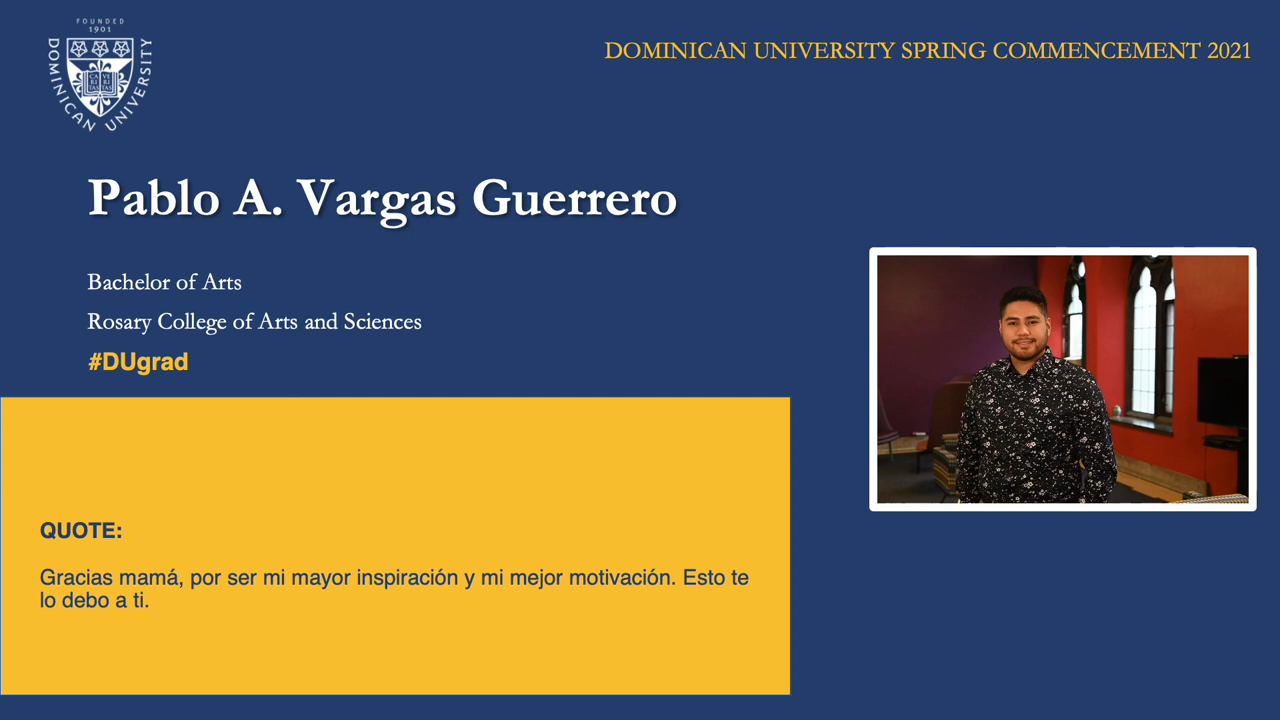 FOUNDED
1901
DOMINICAN UNIVERSITY
CA VE
RI RI
TAS TAS
DOMINICAN UNIVERSITY SPRING COMMENCEMENT 2021
Pablo A. Vargas Guerrero
Bachelor of Arts
Rosary College of Arts and Sciences
#DUgrad
QUOTE:
Gracias mamá, por ser mi mayor inspiración y mi mejor motivación. Esto te
lo debo a ti.